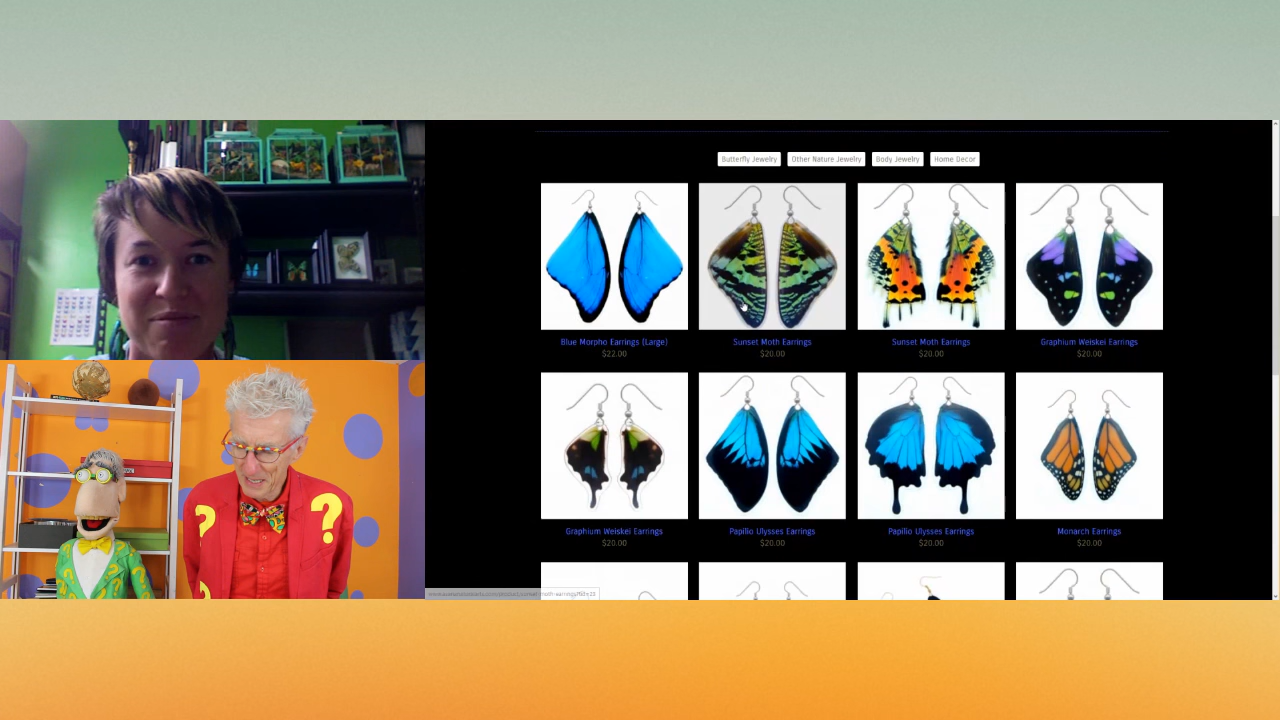 Butterfly Jewelry Other Nature Jewelry Body Jewelry Home Decor
Blue Morpho Earrings (Large)
$22.00
Sunset Moth Earrings
$20.00
Sunset Moth Earrings
$20.00
Graphium Weiskei Earrings
$20.00
Graphium Weiskei Earrings
$20.00
Papilio Ulysses Earrings
$20.00
Papilio Ulysses Earrings
$20.00
Monarch Earrings
$20.00
?
?